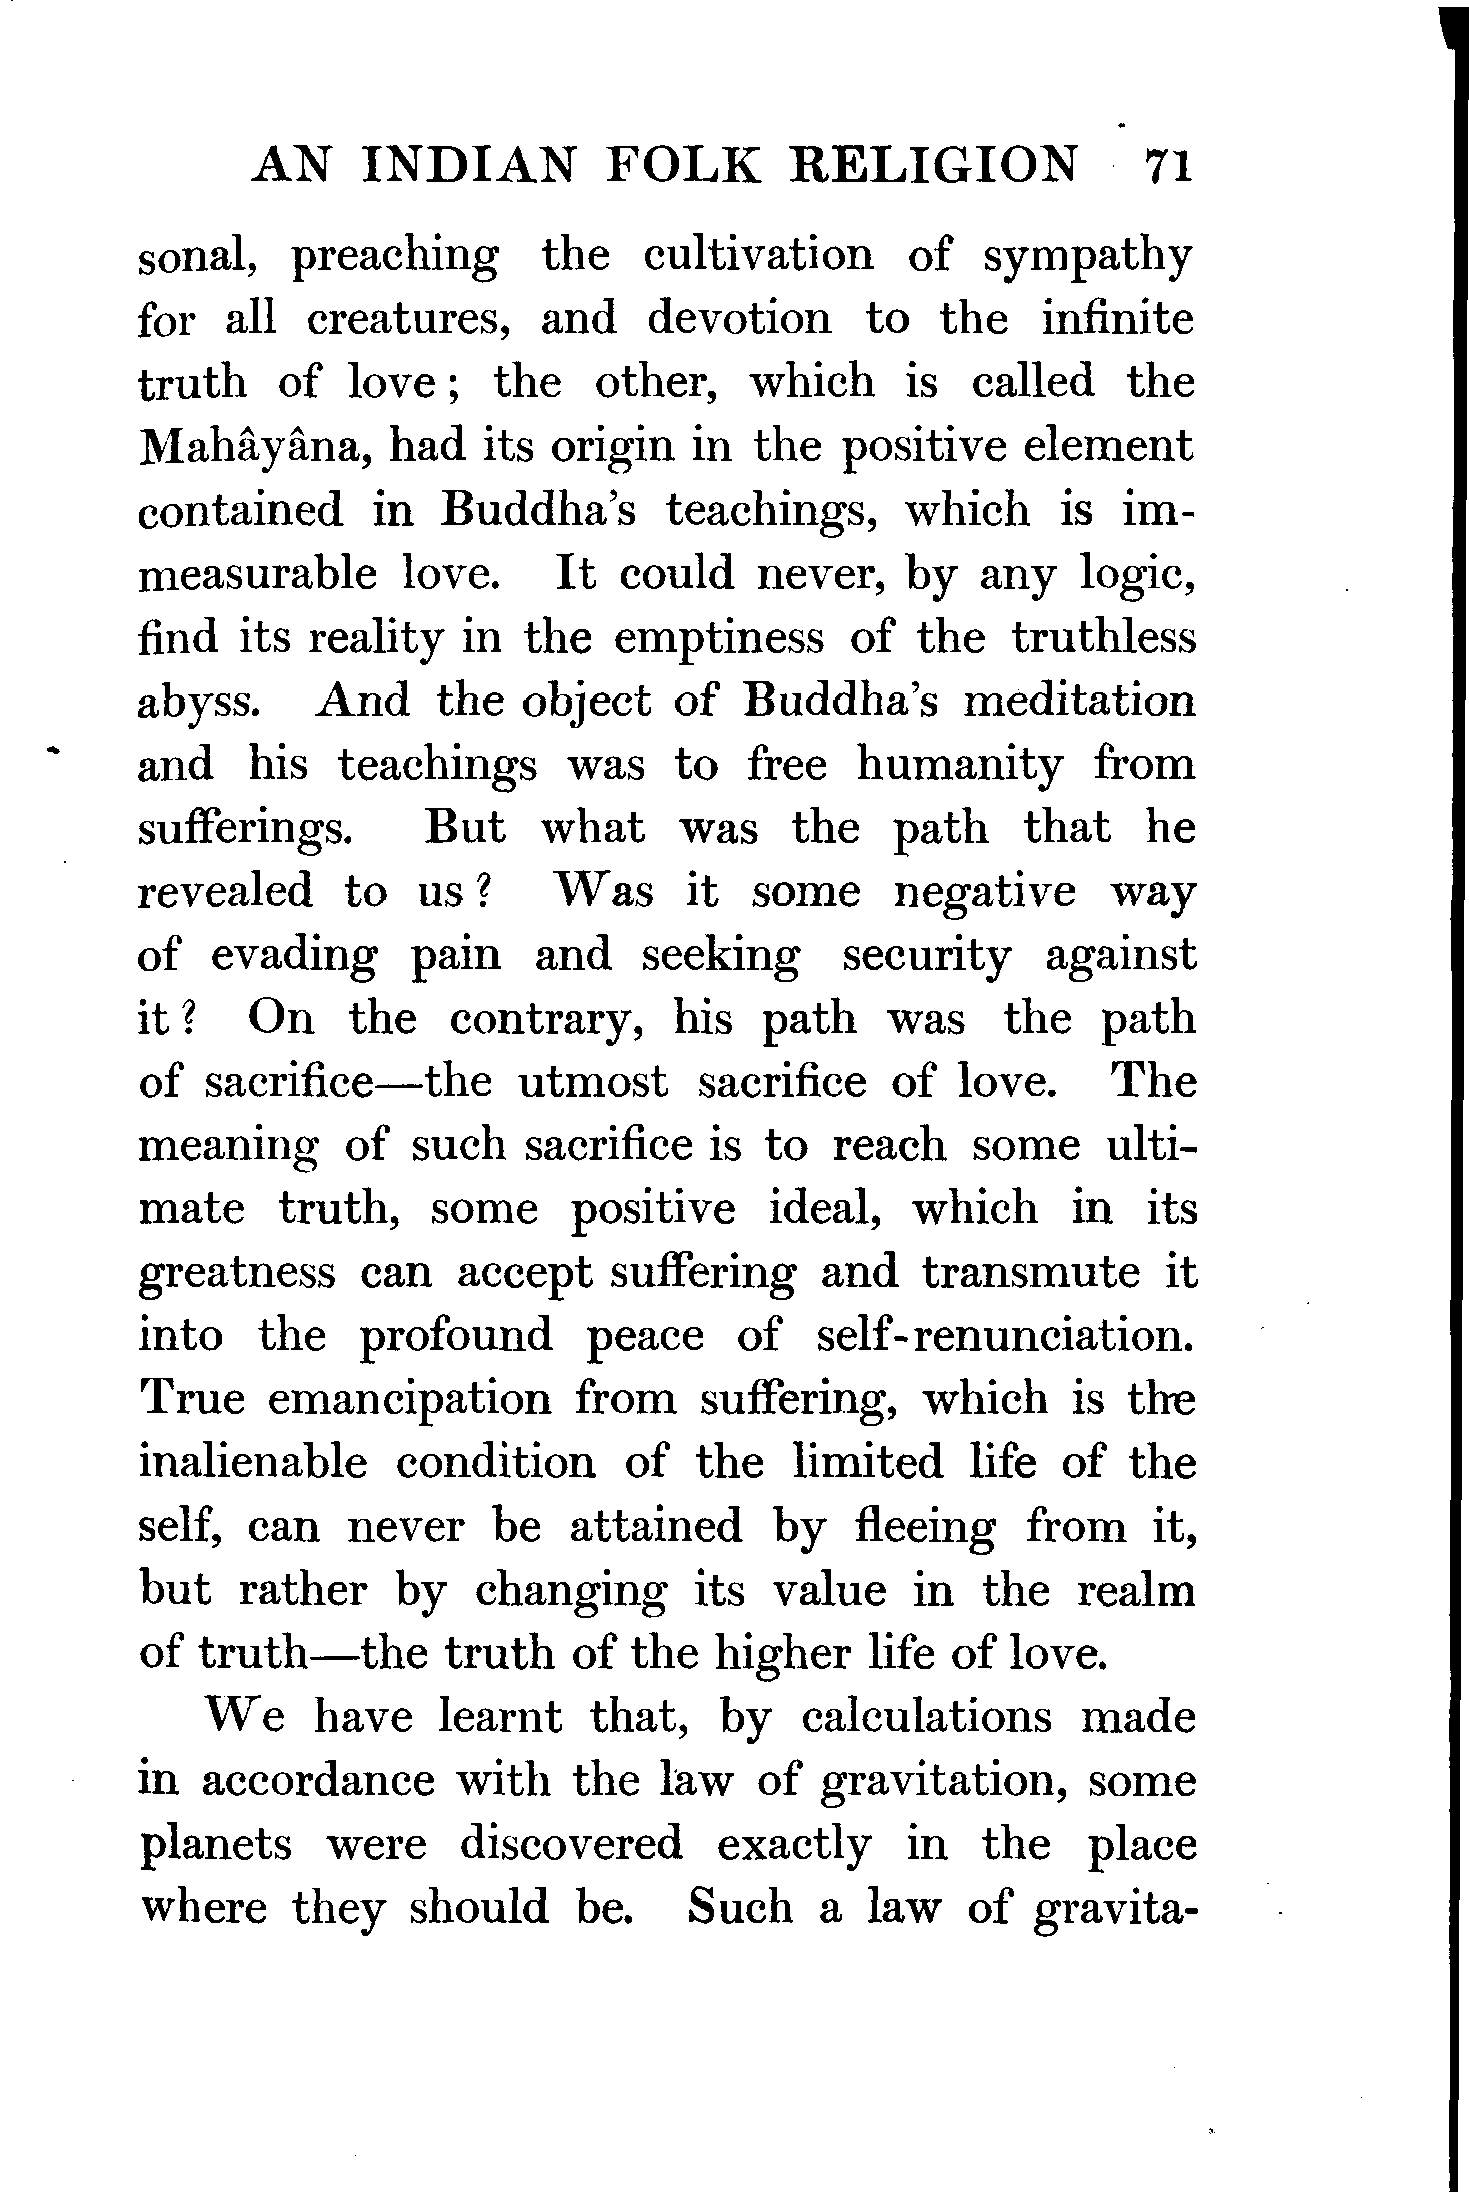 AN INDIAN FOLK RELIGION 71
sonal, preaching the cultivation of sympathy
for all creatures, and devotion to the infinite
truth of love ; the other, which is called the
Mahâyâna, had its origin in the positive element
contained in Buddha's teachings, which is im-
measurable love. It could never, by any logic,
find its reality in the emptiness of the truthless
abyss. And the object of Buddha's meditation
and his teachings was to free humanity from
sufferings. But what was the path that he
revealed to us ? Was it some negative way
of evading pain and seeking security against
it ? On the contrary, his path was the path
of sacrifice—the utmost sacrifice of love. The
meaning of such sacrifice is to reach some ulti-
mate truth, some positive ideal, which in its
greatness can accept suffering and transmute it
into the profound peace of self-renunciation.
True emancipation from suffering, which is the
inalienable condition of the limited life of the
self, can never be attained by fleeing from it,
but rather by changing its value in the realm
of truth—the truth of the higher life of love.
We have learnt that, by calculations made
in accordance with the law of gravitation, some
planets were discovered exactly in the place
where they should be. Such a law of gravita-